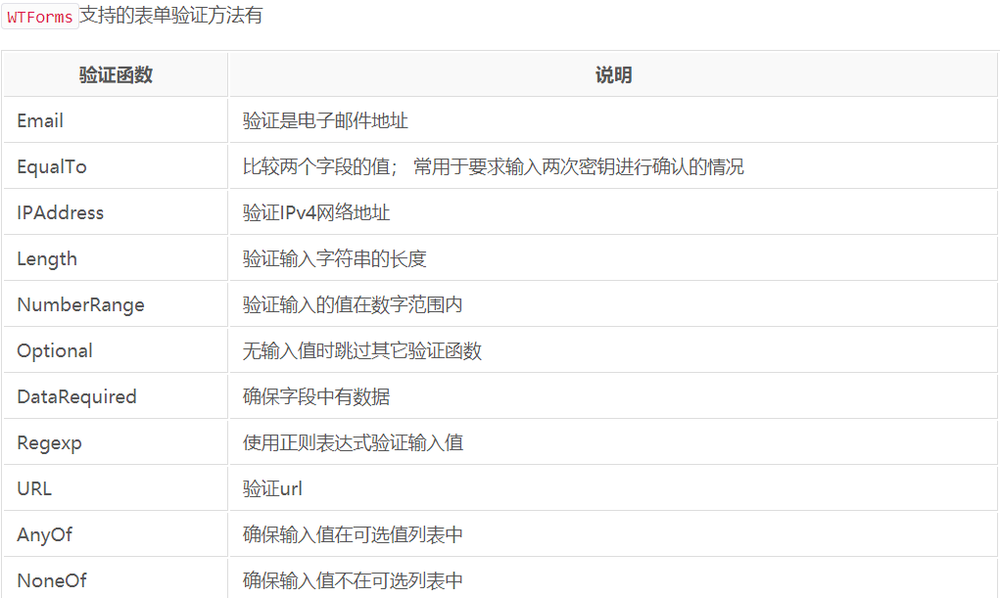 WTForms支持的表单验证方法有
验证函数 说明
Email 验证是电子邮件地址
EqualTo 比较两个字段的值； 常用于要求输入两次密钥进行确认的情况
IPAddress 验证IPv4网络地址
Length 验证输入字符串的长度
NumberRange 验证输入的值在数字范围内
Optional 无输入值时跳过其它验证函数
DataRequired 确保字段中有数据
Regexp 使用正则表达式验证输入值
URL 验证url
AnyOf 确保输入值在可选值列表中
NoneOf 确保输入值不在可选列表中